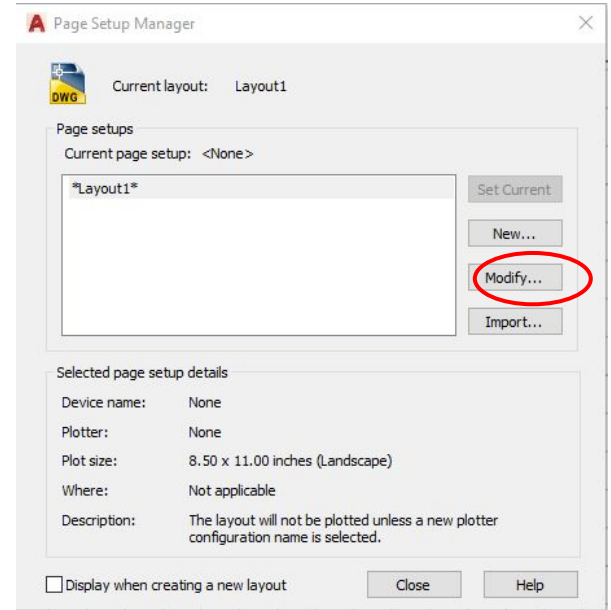 Page Setup Manager
DWG
Current layout: Layout1
Page setups
Current page setup: <None>
*Layout1*
Set Current
New...
Modify...
Import...
Selected page setup details
Device name: None
Plotter: None
Plot size: 8.50 x 11.00 inches (Landscape)
Where: Not applicable
Description: The layout will not be plotted unless a new plotter
configuration name is selected.
Display when creating a new layout
Close
Help